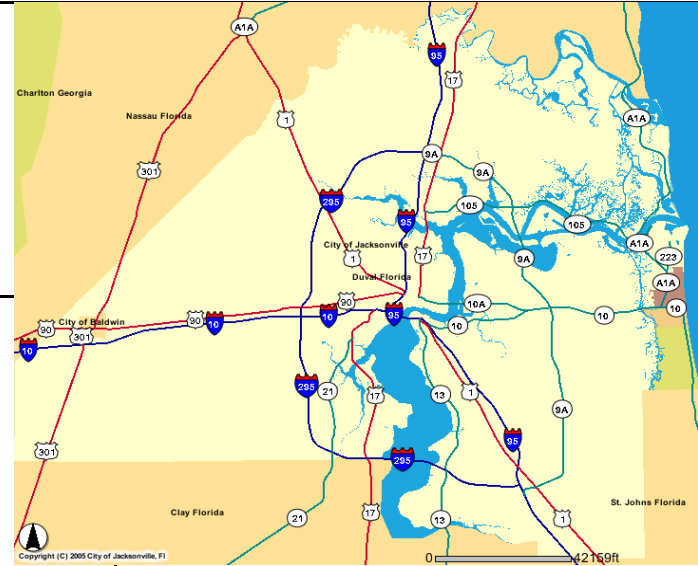 A1A
95
17
Charlton Georgia
A1A
Nassau Florida
1
9A
9A
301
295
105
95
105
City of Jacksonville
A1A
223
1
17
9A
Duval Florida
A1A
90
10A
10
90
City of Baldwin
90
10
10
95
10
10
301
10
295
21
17
13
1
9A
95
301
295
St. Johns Florida
Clay Florida
21
17
13
1
Copyright (C) 2005 City of Jacksonville, Fl
0
42159ft